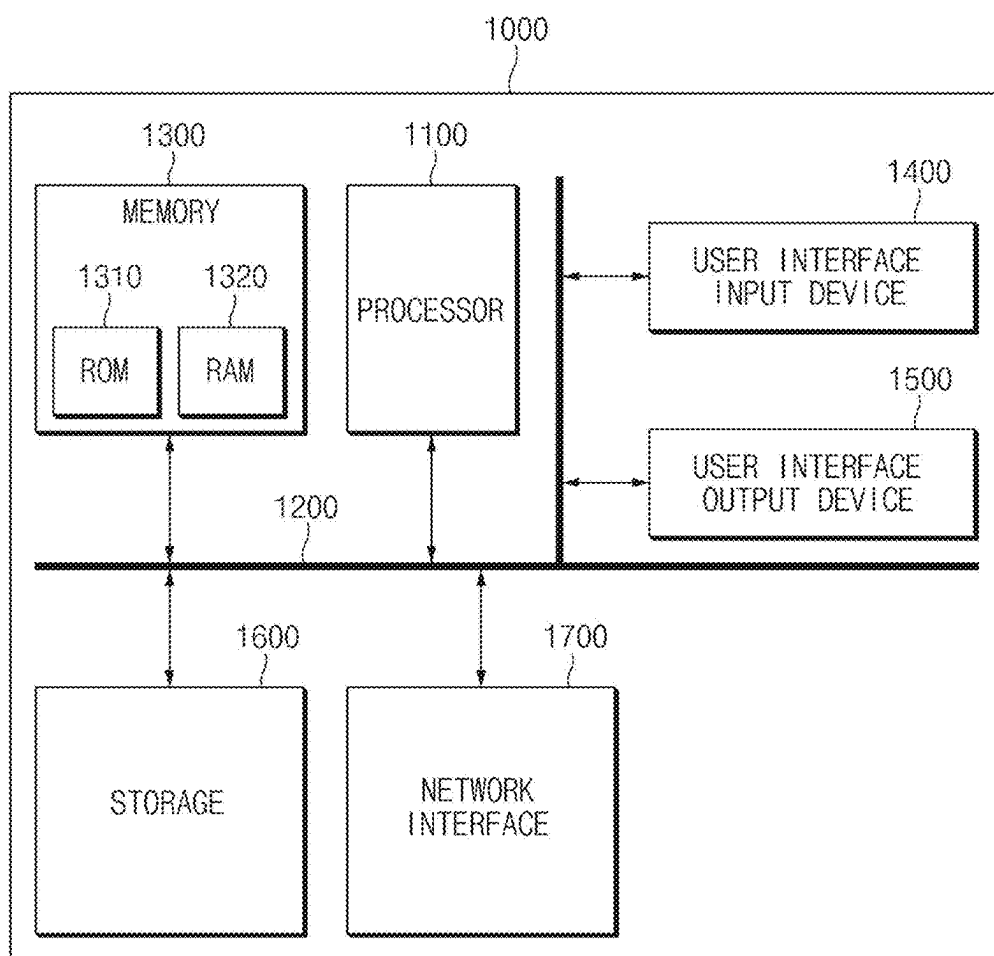 1000
1300
1100
1400
MEMORY
1310
1320
ROM
RAM
PROCESSOR
USER INTERFACE
INPUT DEVICE
1500
USER INTERFACE
OUTPUT DEVICE
1200
1600
1700
STORAGE
NETWORK
INTERFACE